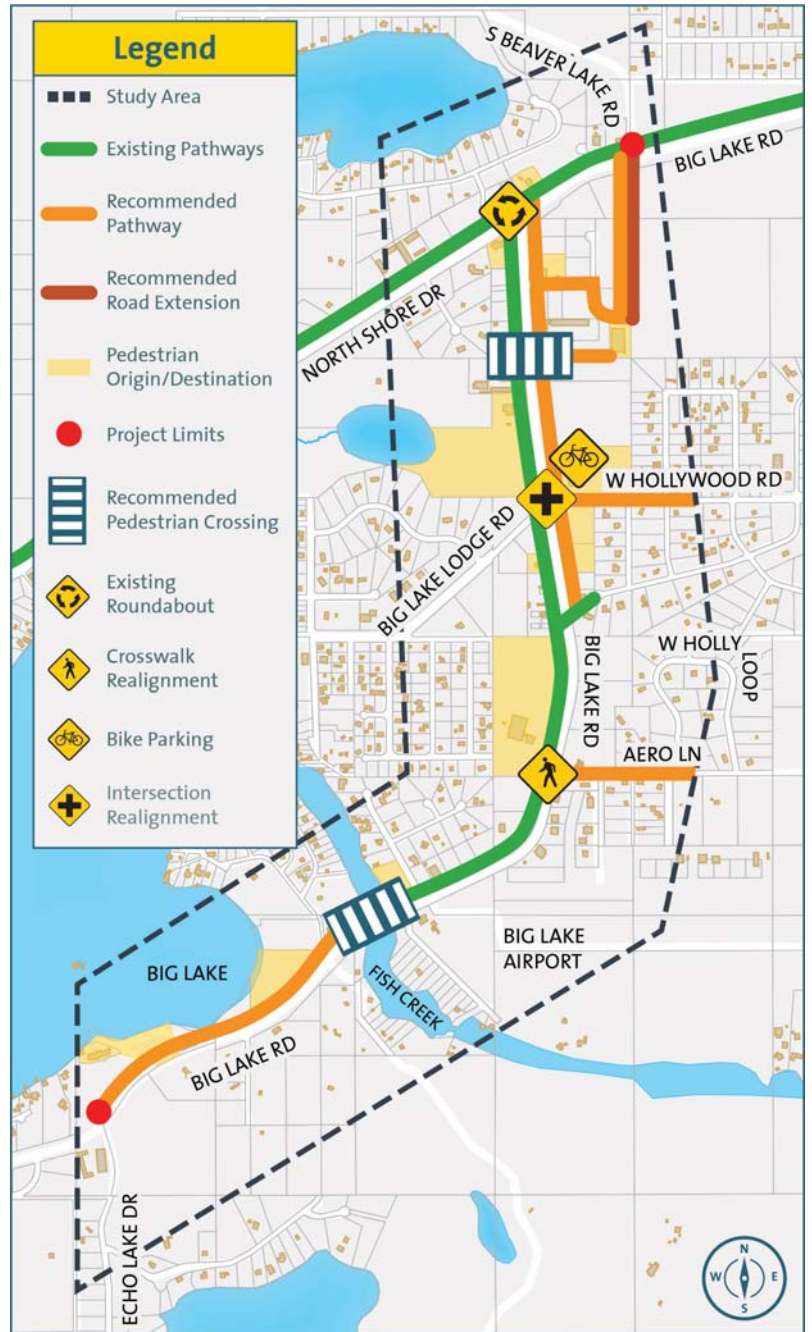 Legend
Study Area
Existing Pathways
Recommended
Pathway
Recommended
Road Extension
Pedestrian
Origin/Destination
Project Limits
Recommended
Pedestrian Crossing
Existing
Roundabout
Crosswalk
Realignment
Bike Parking
Intersection
Realignment
S BEAVER LAKE RD
BIG LAKE RD
NORTH SHORE DR
W HOLLYWOOD RD
BIG LAKE LODGE RD
BIG LAKE RD
W HOLLY
LOOP
AERO LN
BIG LAKE
AIRPORT
BIG LAKE
FISH CREEK
BIG LAKE RD
ECHO LAKE DR
N
W E
S